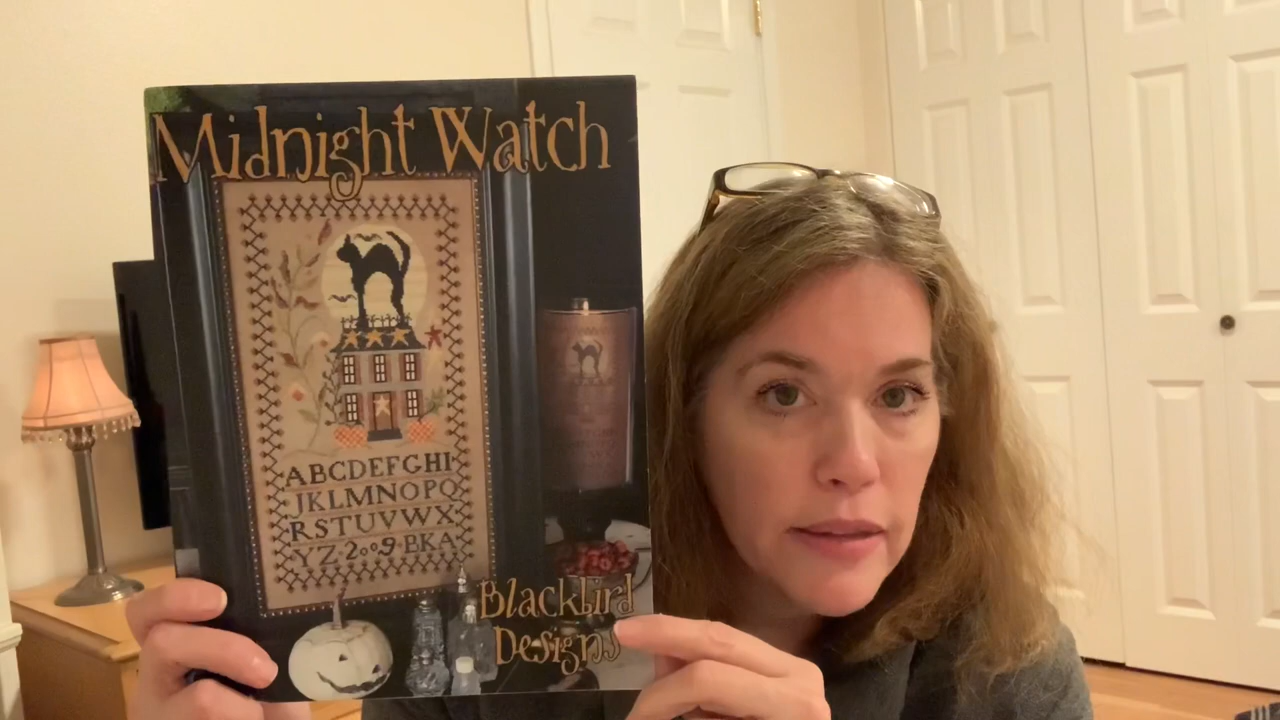 Midnight Watch
ABCDEFGHI
JKLMNOPQ
RSTUVWX
YZ 2009 BKA
Blackbird
Designs